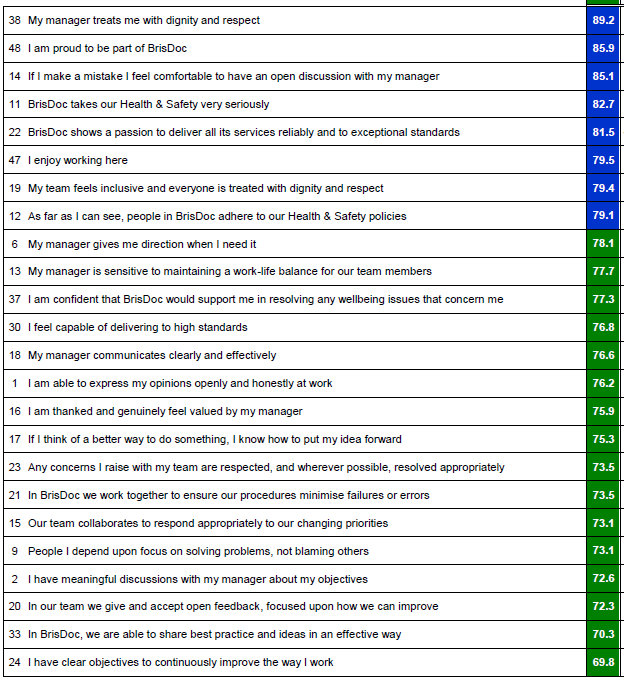 38 My manager treats me with dignity and respect 89.2
48 I am proud to be part of BrisDoc 85.9
14 If I make a mistake I feel comfortable to have an open discussion with my manager 85.1
11 BrisDoc takes our Health & Safety very seriously 82.7
22 BrisDoc shows a passion to deliver all its services reliably and to exceptional standards 81.5
47 I enjoy working here 79.5
19 My team feels inclusive and everyone is treated with dignity and respect 79.4
12 As far as I can see, people in BrisDoc adhere to our Health & Safety policies 79.1
6 My manager gives me direction when I need it 78.1
13 My manager is sensitive to maintaining a work-life balance for our team members 77.7
37 I am confident that BrisDoc would support me in resolving any wellbeing issues that concern me 77.3
30 I feel capable of delivering to high standards 76.8
18 My manager communicates clearly and effectively 76.6
1 I am able to express my opinions openly and honestly at work 76.2
16 I am thanked and genuinely feel valued by my manager 75.9
17 If I think of a better way to do something, I know how to put my idea forward 75.3
23 Any concerns I raise with my team are respected, and wherever possible, resolved appropriately 73.5
21 In BrisDoc we work together to ensure our procedures minimise failures or errors 73.5
15 Our team collaborates to respond appropriately to our changing priorities 73.1
9 People I depend upon focus on solving problems, not blaming others 73.1
2 I have meaningful discussions with my manager about my objectives 72.6
20 In our team we give and accept open feedback, focused upon how we can improve 72.3
33 In BrisDoc, we are able to share best practice and ideas in an effective way 70.3
24 I have clear objectives to continuously improve the way I work 69.8